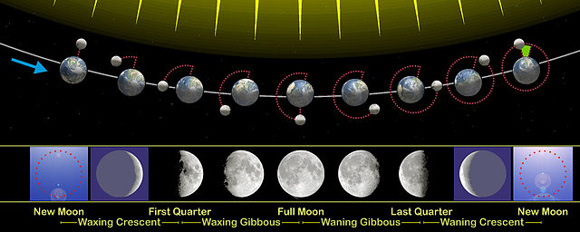 New Moon First Quarter Full Moon Last Quarter New Moon
Waxing Crescent Waxing Gibbous Waning Gibbous Waning Crescent